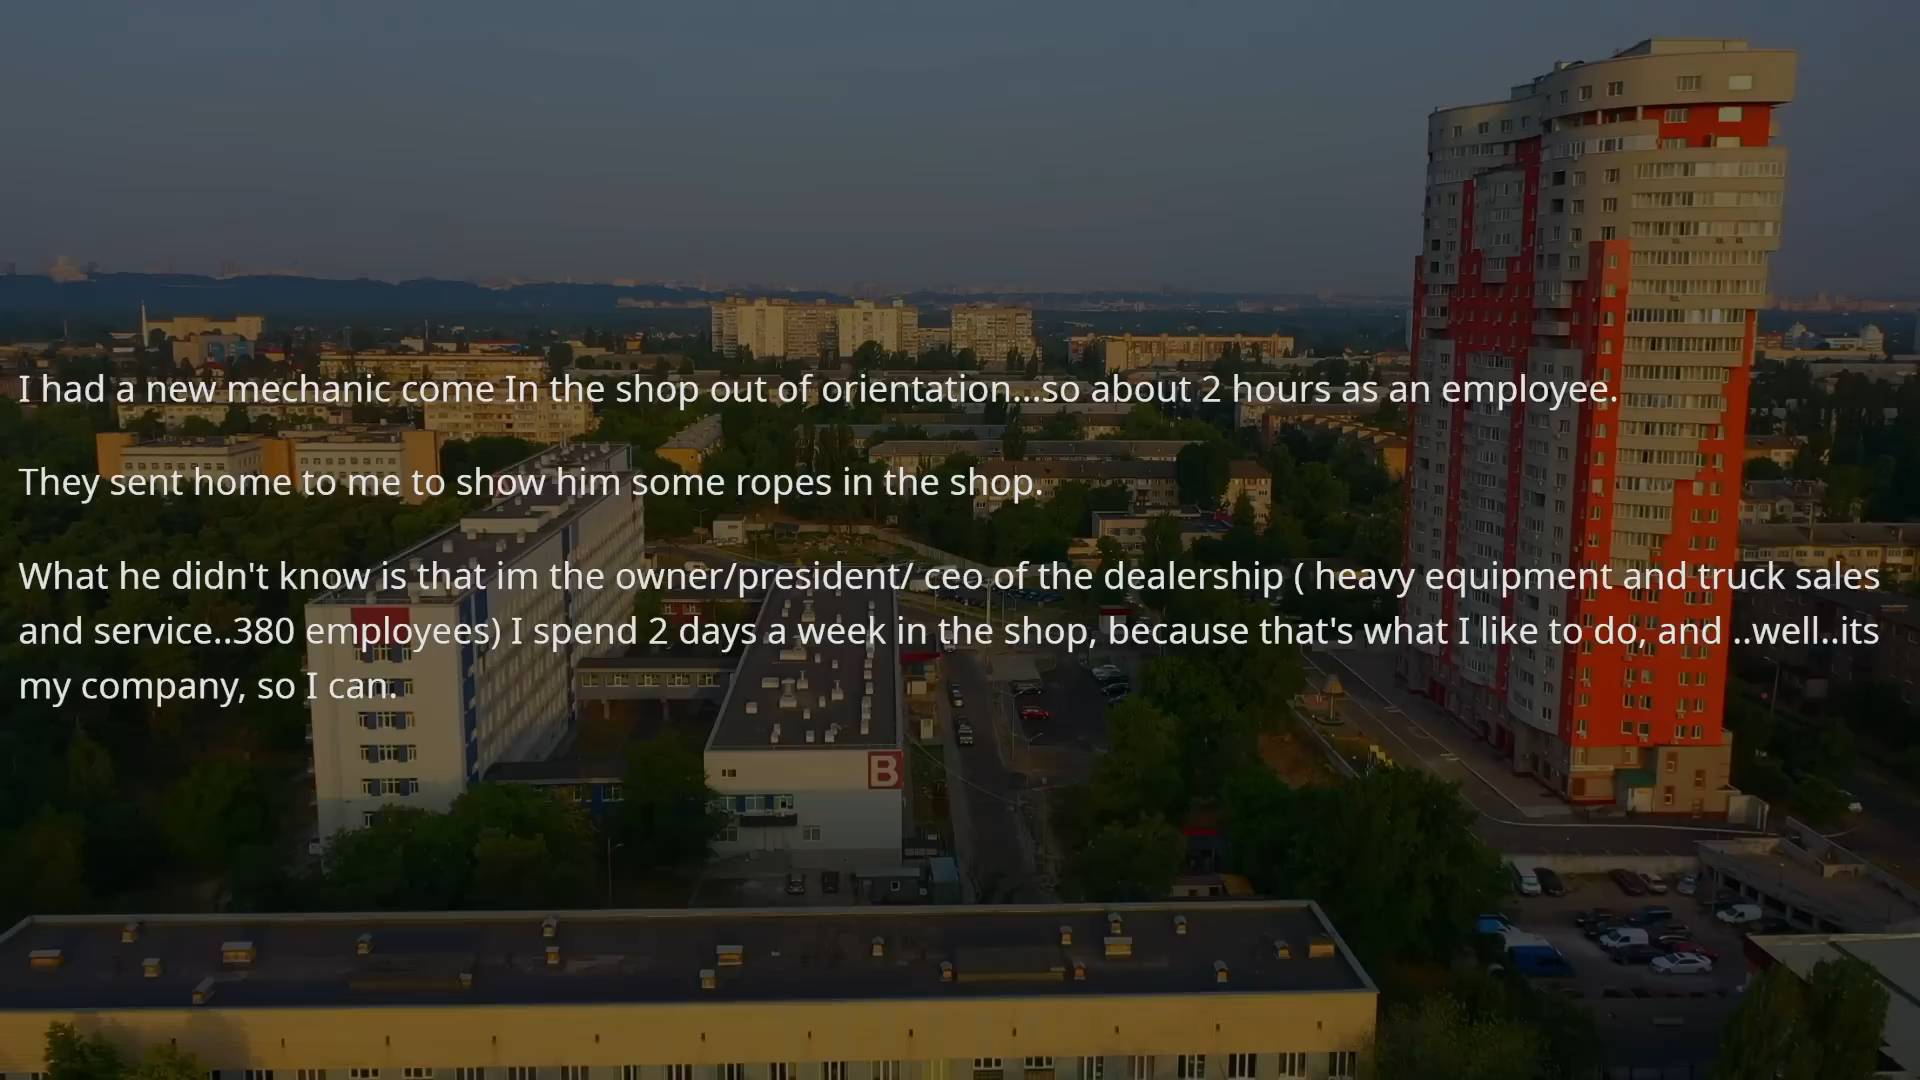 I had a new mechanic come In the shop out of orientation...so about 2 hours as an employee.
They sent home to me to show him some ropes in the shop.
What he didn't know is that im the owner/president/ ceo of the dealership ( heavy equipment and truck sales
and service..380 employees) I spend 2 days a week in the shop, because that's what I like to do, and ..well..its
my company, so I can.
B